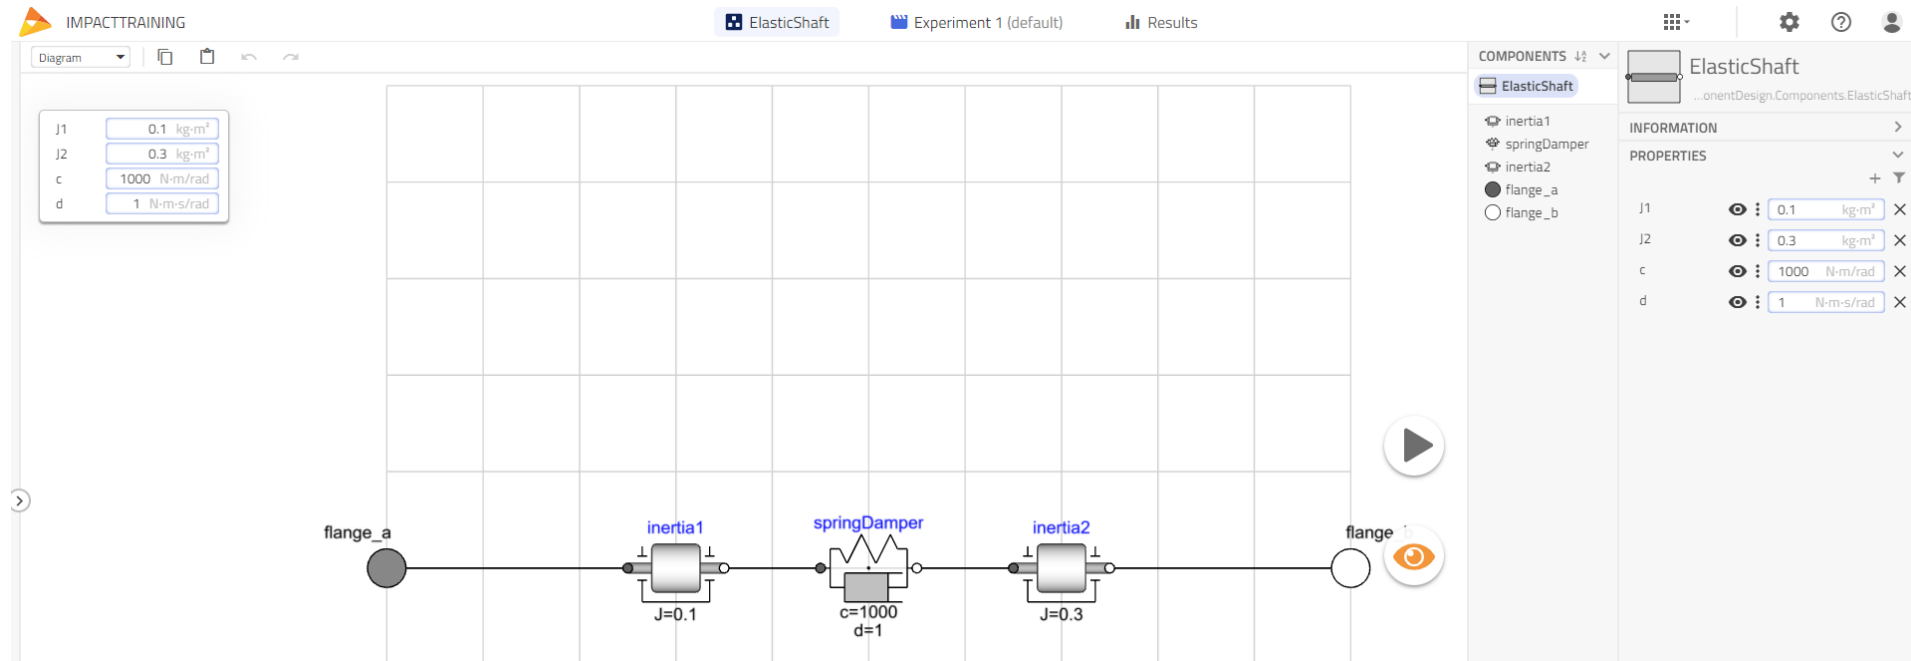 IMPACTTRAINING
ElasticShaft
Experiment 1 (default)
Results
Diagram
J1 0.1 kg·m²
J2 0.3 kg·m²
c 1000 N·m/rad
d 1 N·m·s/rad
flange_a
inertia1
J=0.1
springDamper
c=1000
d=1
inertia2
J=0.3
flange_b
COMPONENTS
ElasticShaft
inertia1
springDamper
inertia2
flange_a
flange_b
ElasticShaft
...onentDesign.Components.ElasticShaft
INFORMATION
PROPERTIES
J1 0.1 kg·m²
J2 0.3 kg·m²
c 1000 N·m/rad
d 1 N·m·s/rad